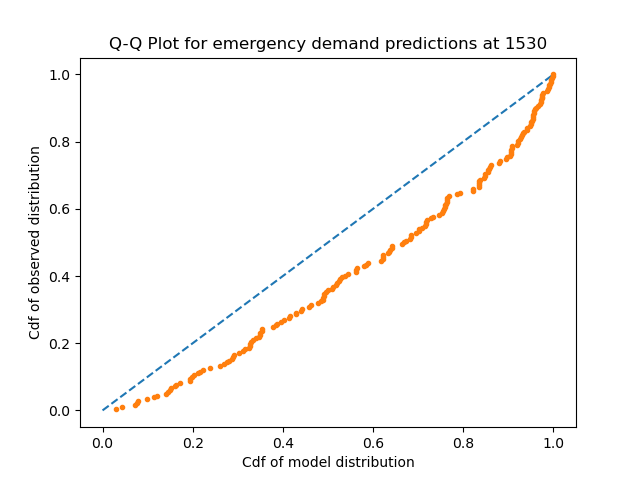 Q-Q Plot for emergency demand predictions at 1530
1.0
0.8
0.6
0.4
0.2
0.0
Cdf of observed distribution
0.0 0.2 0.4 0.6 0.8 1.0
Cdf of model distribution